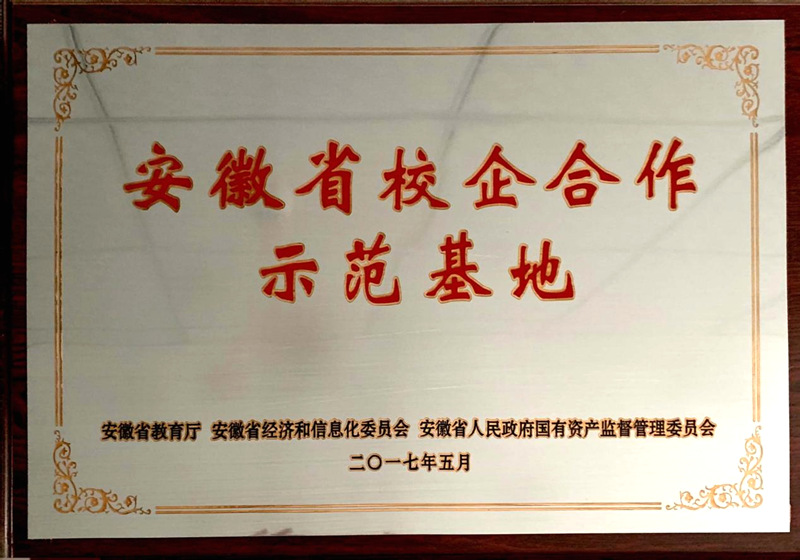 安徽省校企合作
示范基地
安徽省教育厅 安徽省经济和信息化委员会 安徽省人民政府国有资产监督管理委员会
二〇一七年五月